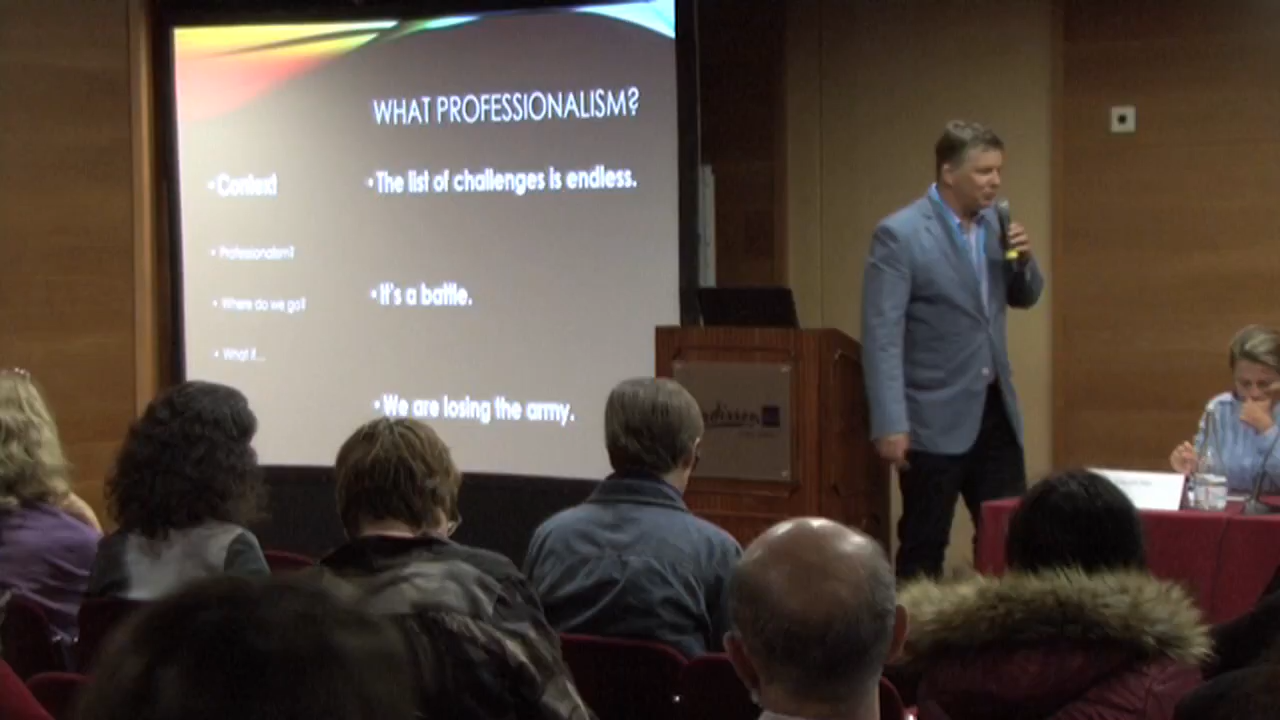 WHAT PROFESSIONALISM?
• Context
• Professionalism?
• Where do we go?
• What if...
• The list of challenges is endless.
• It's a battle.
• We are losing the army.